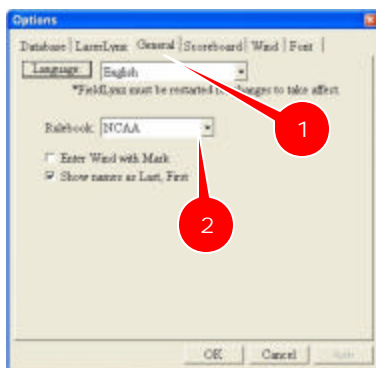 Options
Database LaserLynx General Scoreboard Wind Font
Language English
*FieldLynx must be restarted for changes to take affect.
1
Rulebook: NCAA
Enter Wind with Mark
Show names as Last, First
2
OK Cancel Apply